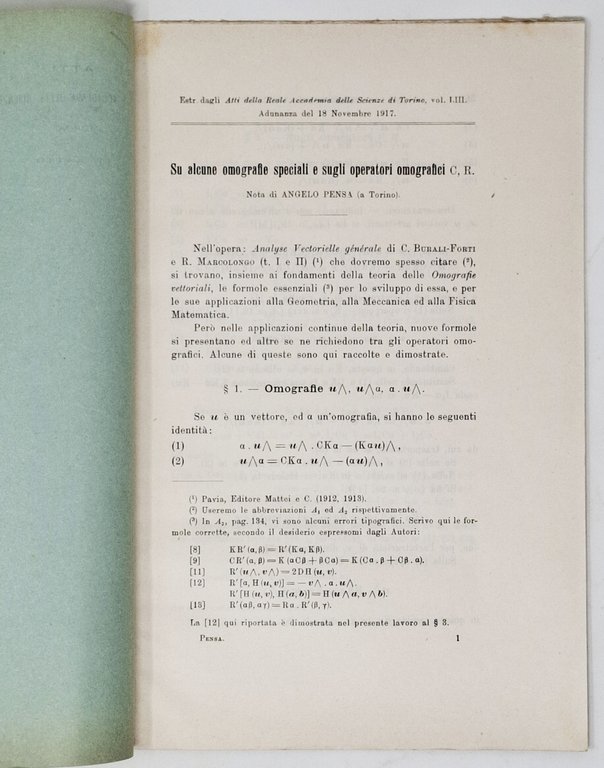 Estr. dagli Atti della Reale Accademia delle Scienze di Torino, vol. LIII.
Adunanza del 18 Novembre 1917.
Su alcune omografie speciali e sugli operatori omografici C, R.
Nota di ANGELO PENSA (a Torino).
Nell'opera: Analyse Vectorielle générale di C. BURALI-FORTI
e R. MARCOLONGO (t. I e II) (¹) che dovremo spesso citare (²),
si trovano, insieme ai fondamenti della teoria delle Omografie
vettoriali, le formole essenziali (³) per lo sviluppo di essa, e per
le sue applicazioni alla Geometria, alla Meccanica ed alla Fisica
Matematica.
Però nelle applicazioni continue della teoria, nuove formole
si presentano ed altre se ne richiedono tra gli operatori omo-
grafici. Alcune di queste sono qui raccolte e dimostrate.
§ 1. — Omografie u⋀, u⋀α, α . u⋀.
Se u è un vettore, ed α un'omografia, si hanno le seguenti
identità:
(1) α . u⋀ = u⋀ . CKα — (Kαu)⋀,
(2) u⋀α = CKα . u⋀ — (αu)⋀,
(¹) Pavia, Editore Mattei e C. (1912, 1913).
(²) Useremo le abbreviazioni A₁ ed A₂ rispettivamente.
(³) In A₂, pag. 134, vi sono alcuni errori tipografici. Scrivo qui le for-
mole corrette, secondo il desiderio espressomi dagli Autori:
[8] KR'(α, β) = R'(Kα, Kβ).
[9] CR'(α, β) = K(αCβ + βCα) = K(Cα . β + Cβ . α).
[11] R'(u⋀, v⋀) = 2DH(u, v).
[12] R'[α, H(u, v)] = — v⋀ . α . u⋀.
R'[H(u, v), H(a, b)] = H(u⋀a, v⋀b).
[13] R'(αβ, αγ) = Rα . R'(β, γ).
La [12] qui riportata è dimostrata nel presente lavoro al § 3.
PENSA. 1